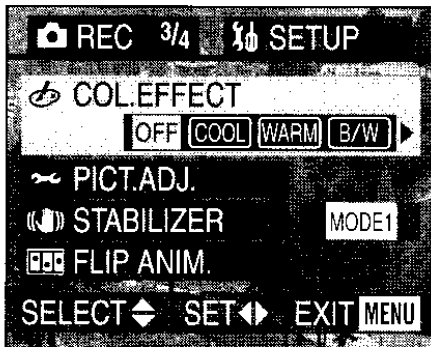 REC 3/4 SETUP
COL.EFFECT
OFF COOL WARM B/W
PICT.ADJ.
STABILIZER MODE1
FLIP ANIM.
SELECT SET EXIT MENU